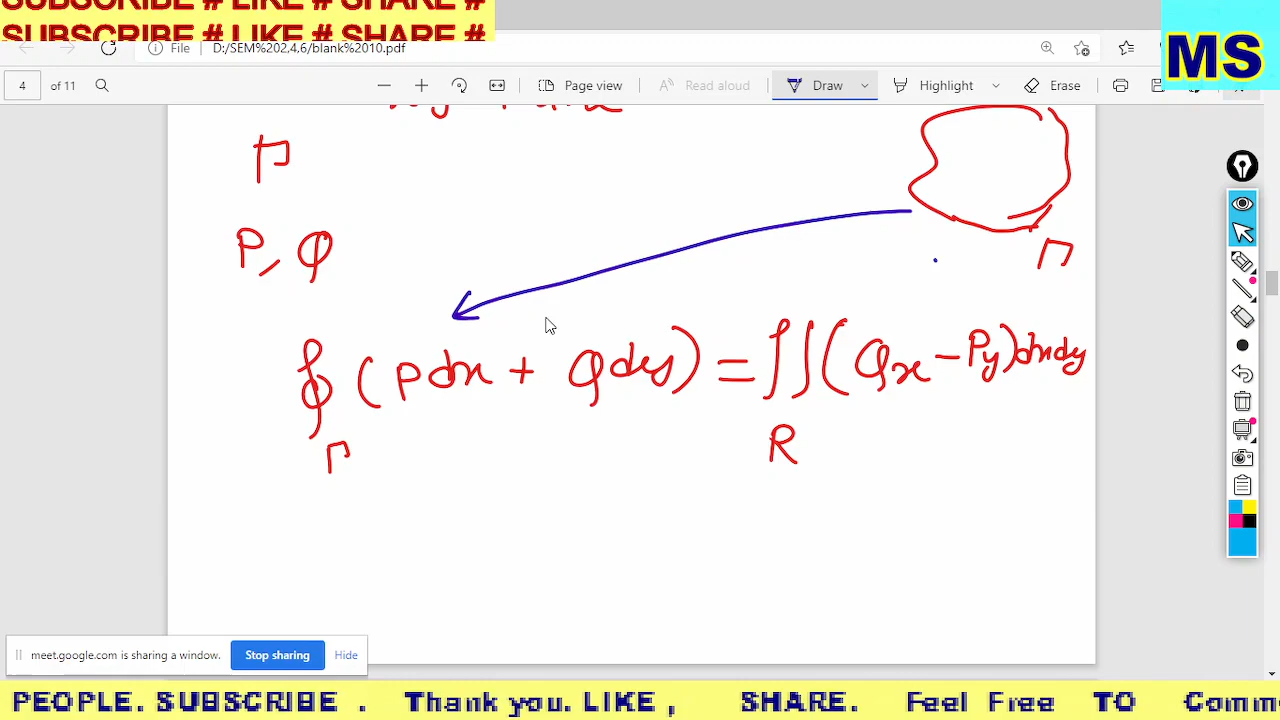 SUBSCRIBE # LIKE # SHARE #
SUBSCRIBE # LIKE # SHARE #
MS
File D:/SEM%202,4.6/blank%2010.pdf
4 of 11 Page view Read aloud Draw Highlight Erase
Γ
P, Q
Γ
∮ (Pdx + Qdy) = ∬ (Qx − Py) dxdy
Γ R
meet.google.com is sharing a window. Stop sharing Hide
PEOPLE. SUBSCRIBE . Thank you. LIKE , SHARE. Feel Free TO Comm